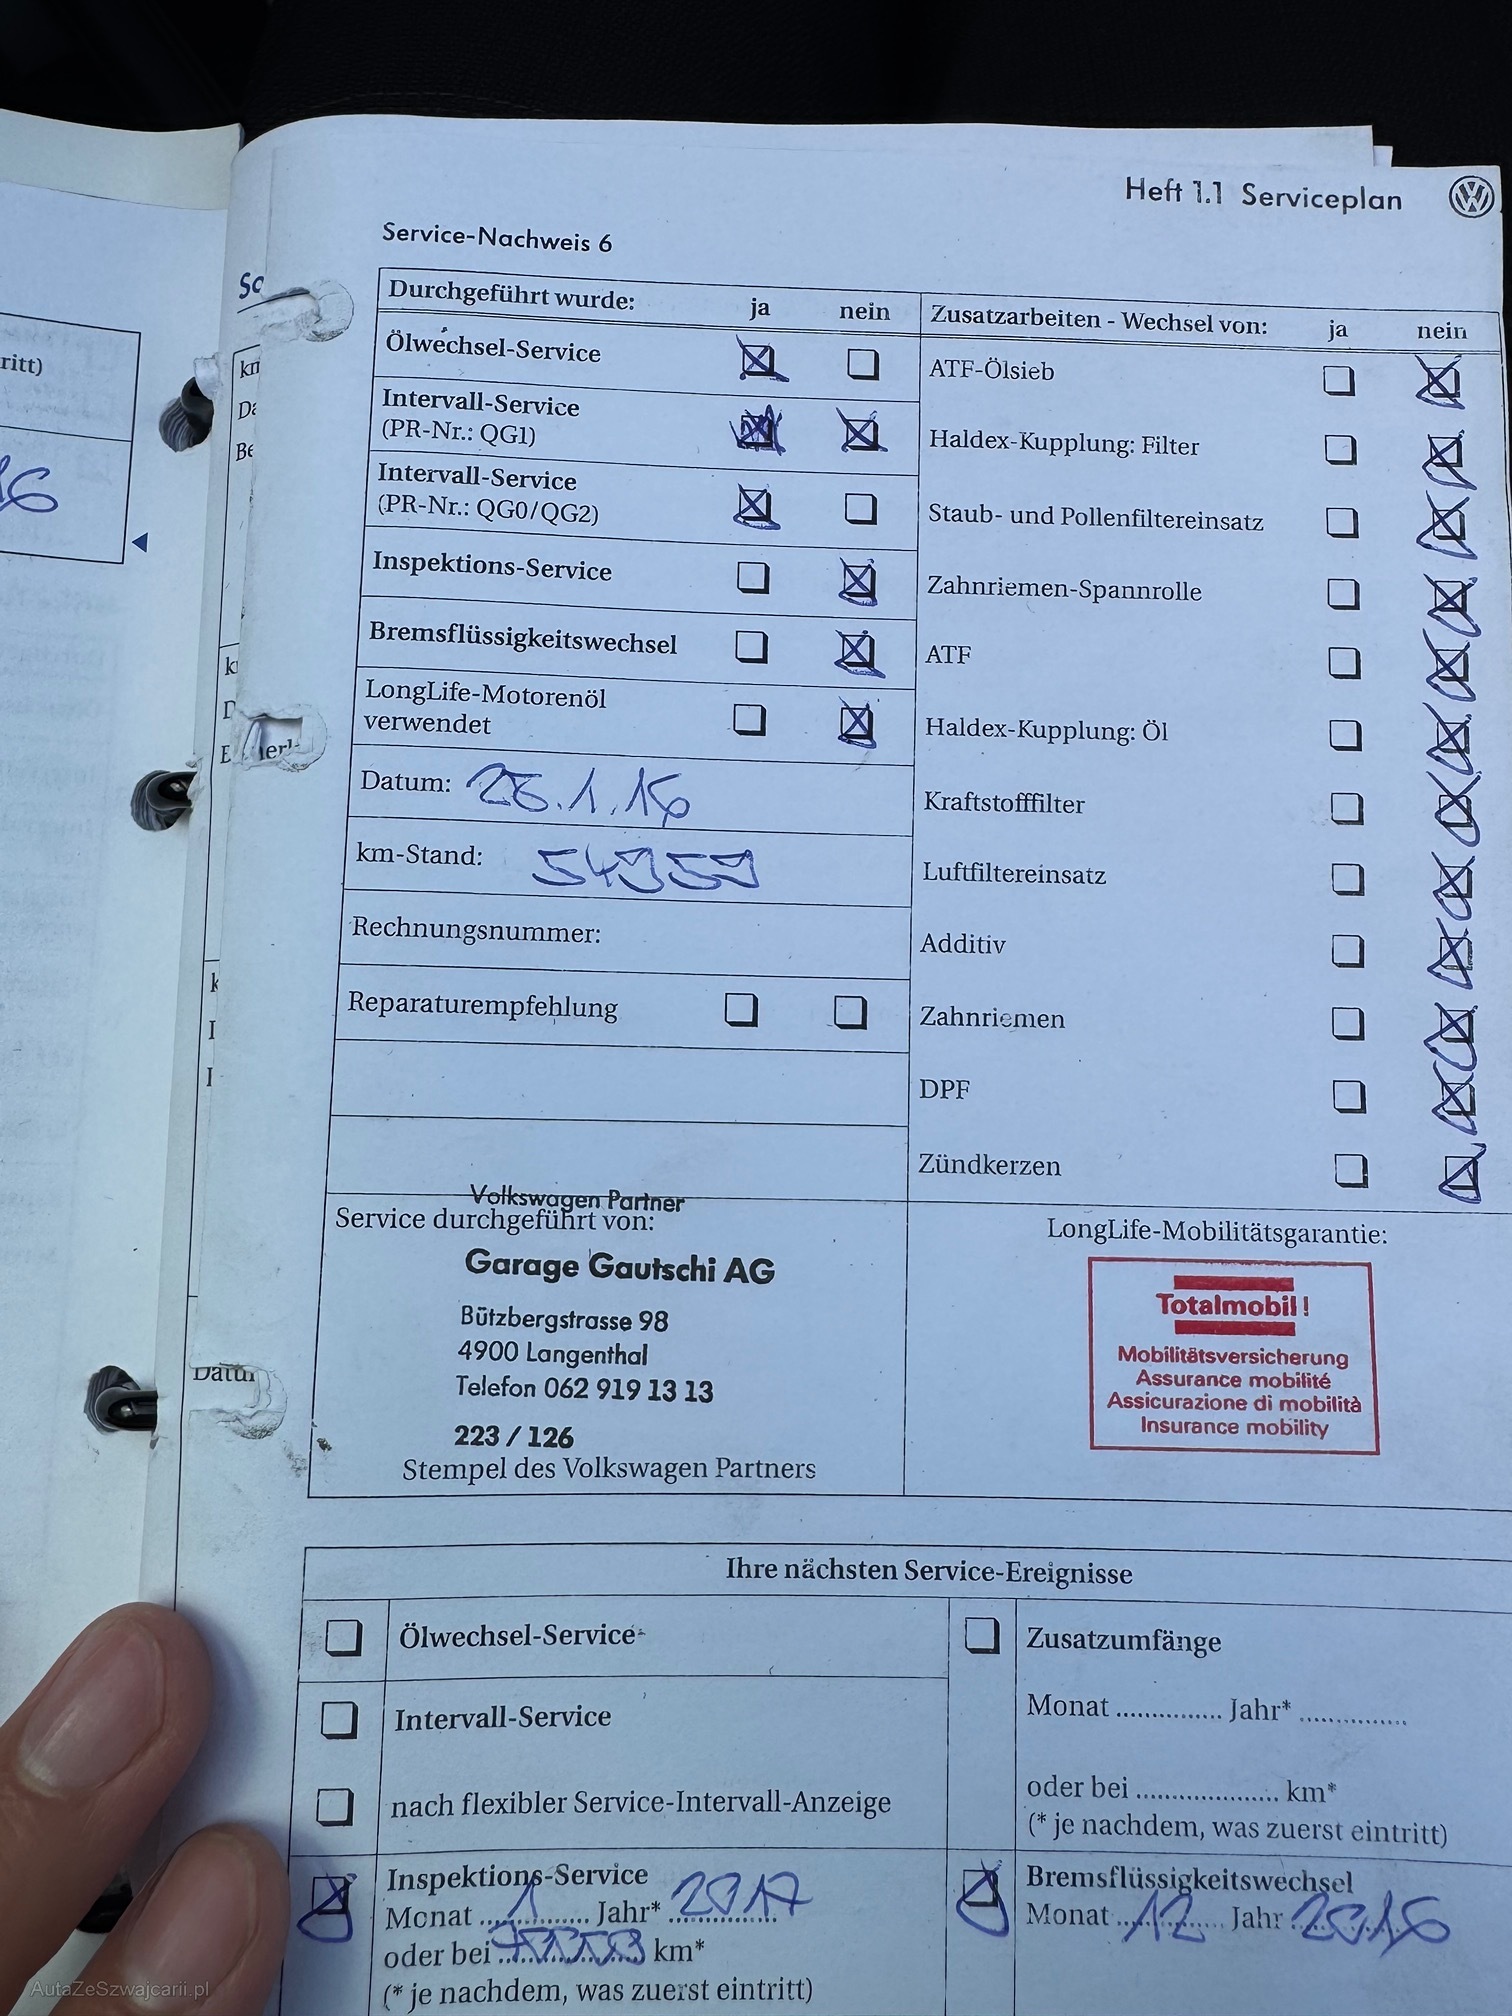 Heft 1.1 Serviceplan
Service-Nachweis 6
Durchgeführt wurde: ja nein
Ölwechsel-Service
Intervall-Service
(PR-Nr.: QG1)
Intervall-Service
(PR-Nr.: QG0/QG2)
Inspektions-Service
Bremsflüssigkeitswechsel
LongLife-Motorenöl
verwendet
Datum: 26.1.16
km-Stand: 54959
Rechnungsnummer:
Reparaturempfehlung
Zusatzarbeiten - Wechsel von: ja nein
ATF-Ölsieb
Haldex-Kupplung: Filter
Staub- und Pollenfiltereinsatz
Zahnriemen-Spannrolle
ATF
Haldex-Kupplung: Öl
Kraftstofffilter
Luftfiltereinsatz
Additiv
Zahnriemen
DPF
Zündkerzen
Volkswagen Partner
Service durchgeführt von:
Garage Gautschi AG
Bützbergstrasse 98
4900 Langenthal
Telefon 062 919 13 13
223 / 126
Stempel des Volkswagen Partners
LongLife-Mobilitätsgarantie:
Totalmobil!
Mobilitätsversicherung
Assurance mobilité
Assicurazione di mobilità
Insurance mobility
Ihre nächsten Service-Ereignisse
Ölwechsel-Service
Intervall-Service
nach flexibler Service-Intervall-Anzeige
Zusatzumfänge
Monat ............... Jahr* ...............
oder bei .................... km*
(* je nachdem, was zuerst eintritt)
Inspektions-Service
Monat 1 Jahr* 2017
oder bei km*
(* je nachdem, was zuerst eintritt)
Bremsflüssigkeitswechsel
Monat 12 Jahr 2016
ritt)
16
AutaZeSzwajcarii.pl